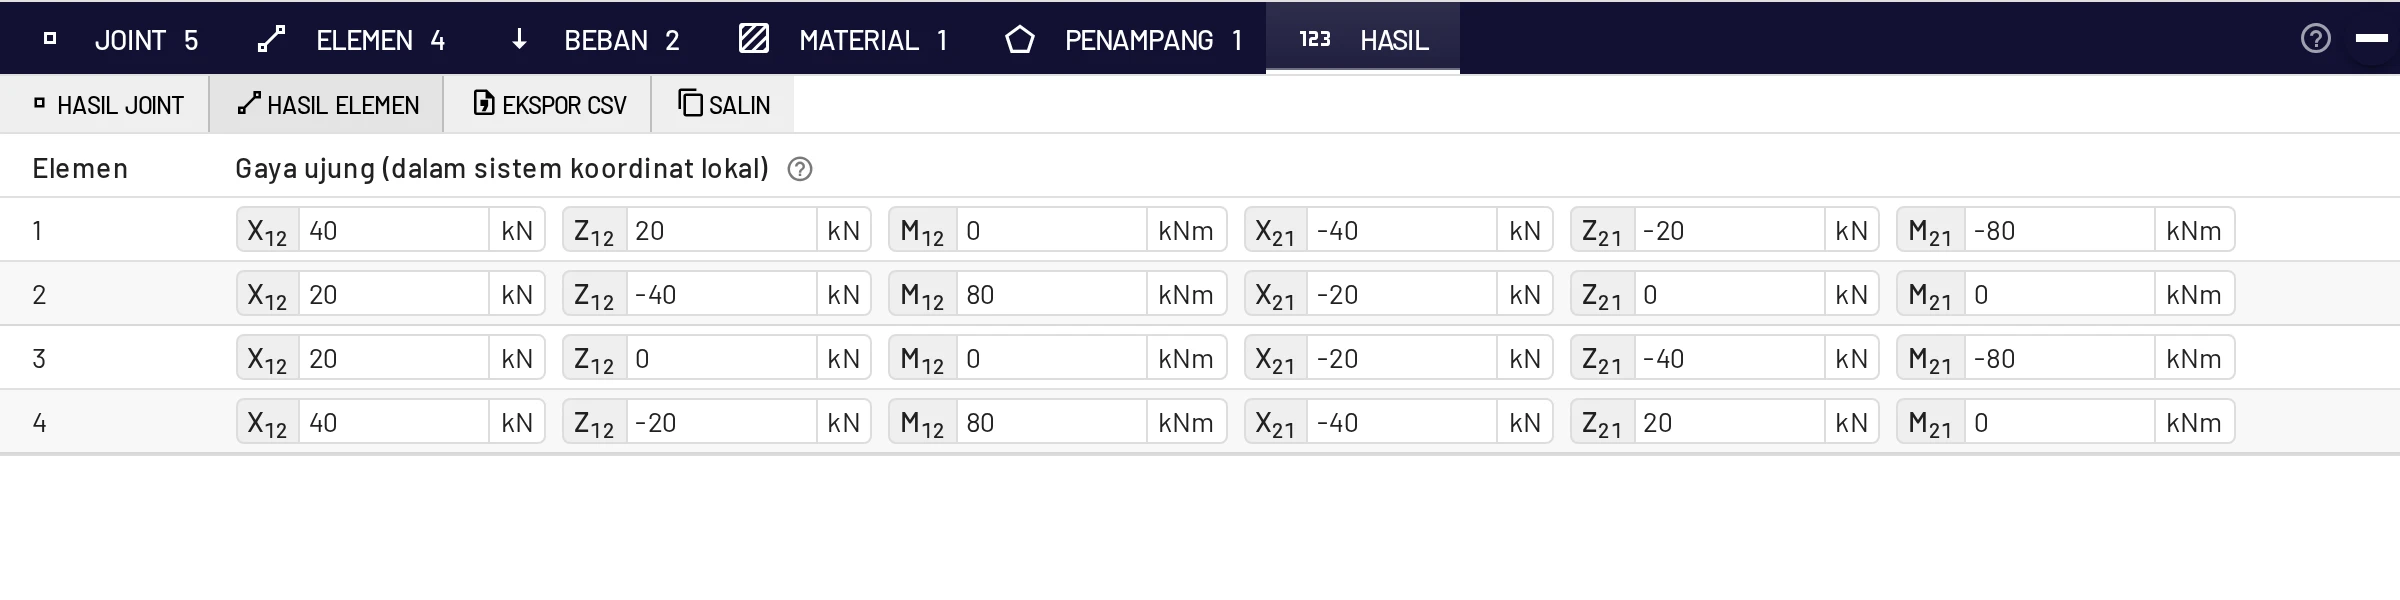 JOINT 5 ELEMEN 4 BEBAN 2 MATERIAL 1 PENAMPANG 1 123 HASIL
HASIL JOINT HASIL ELEMEN EKSPOR CSV SALIN
Elemen Gaya ujung (dalam sistem koordinat lokal)
1 X12 40 kN Z12 20 kN M12 0 kNm X21 -40 kN Z21 -20 kN M21 -80 kNm
2 X12 20 kN Z12 -40 kN M12 80 kNm X21 -20 kN Z21 0 kN M21 0 kNm
3 X12 20 kN Z12 0 kN M12 0 kNm X21 -20 kN Z21 -40 kN M21 -80 kNm
4 X12 40 kN Z12 -20 kN M12 80 kNm X21 -40 kN Z21 20 kN M21 0 kNm